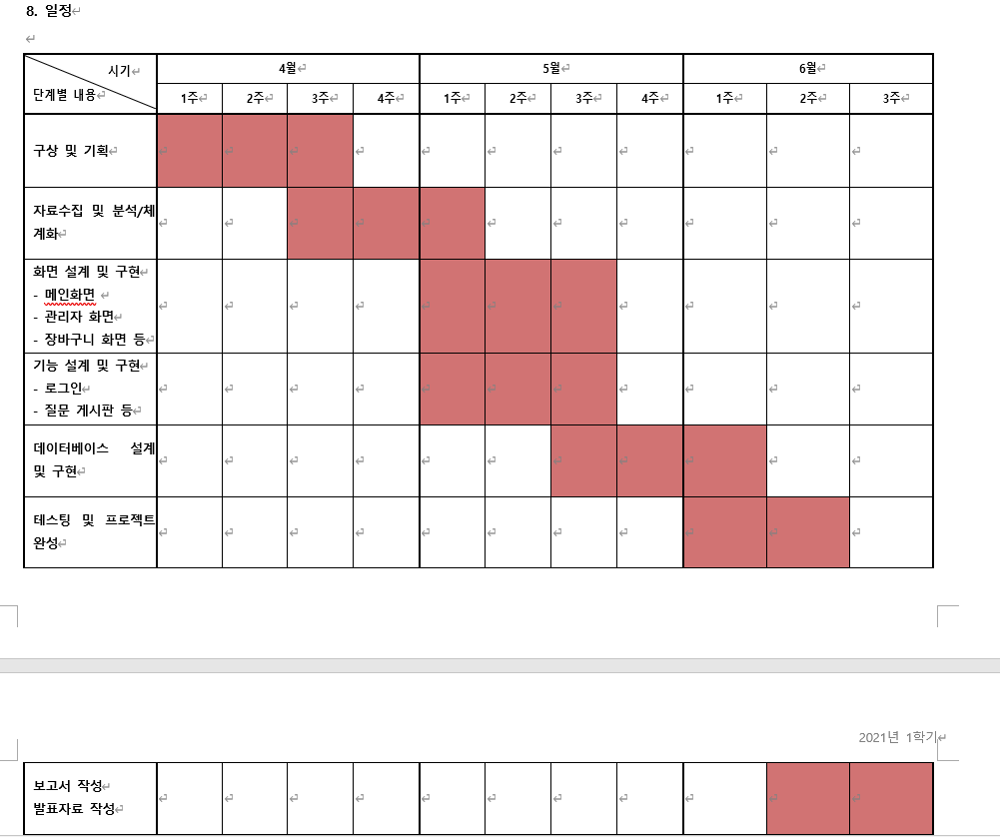 8. 일정
시기
단계별 내용
4월 5월 6월
1주 2주 3주 4주 1주 2주 3주 4주 1주 2주 3주
구상 및 기획
자료수집 및 분석/체
계화
화면 설계 및 구현
- 메인화면
- 관리자 화면
- 장바구니 화면 등
기능 설계 및 구현
- 로그인
- 질문 게시판 등
데이터베이스 설계
및 구현
테스팅 및 프로젝트
완성
2021년 1학기
보고서 작성
발표자료 작성